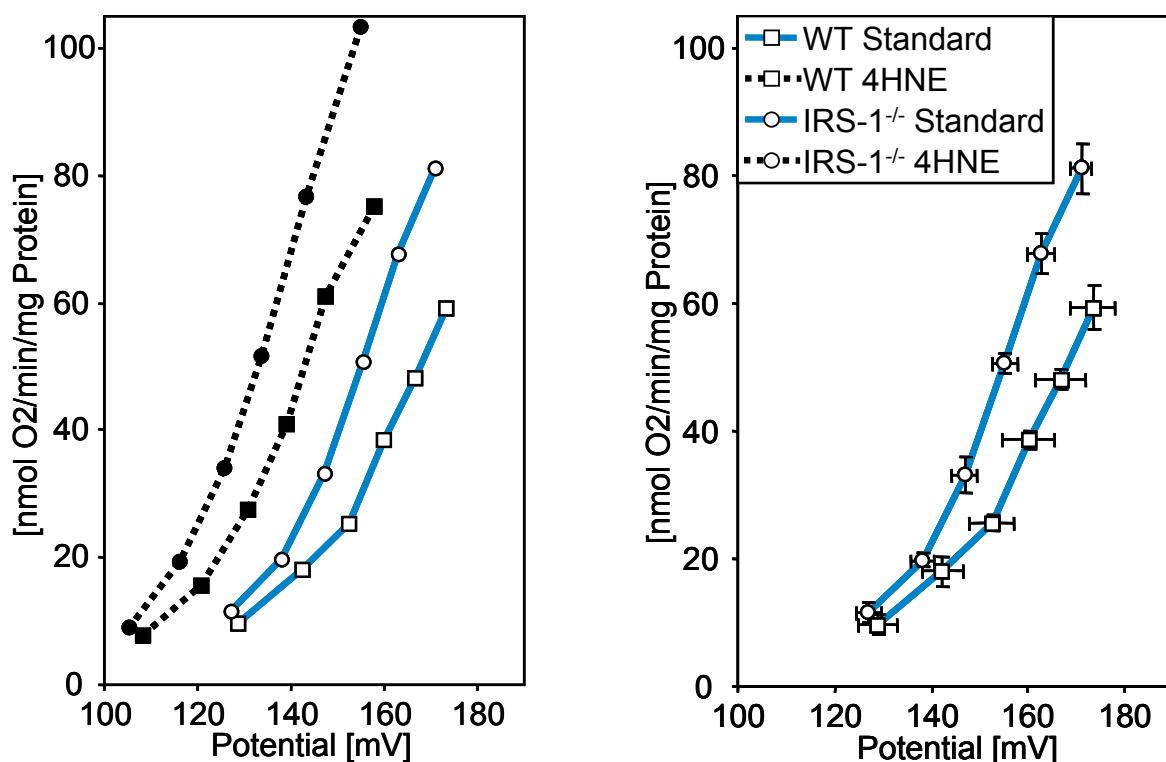 [nmol O2/min/mg Protein]
100
80
60
40
20
0
100 120 140 160 180
Potential [mV]
[nmol O2/min/mg Protein]
100
80
60
40
20
0
100 120 140 160 180
Potential [mV]
WT Standard
WT 4HNE
IRS-1-/- Standard
IRS-1-/- 4HNE